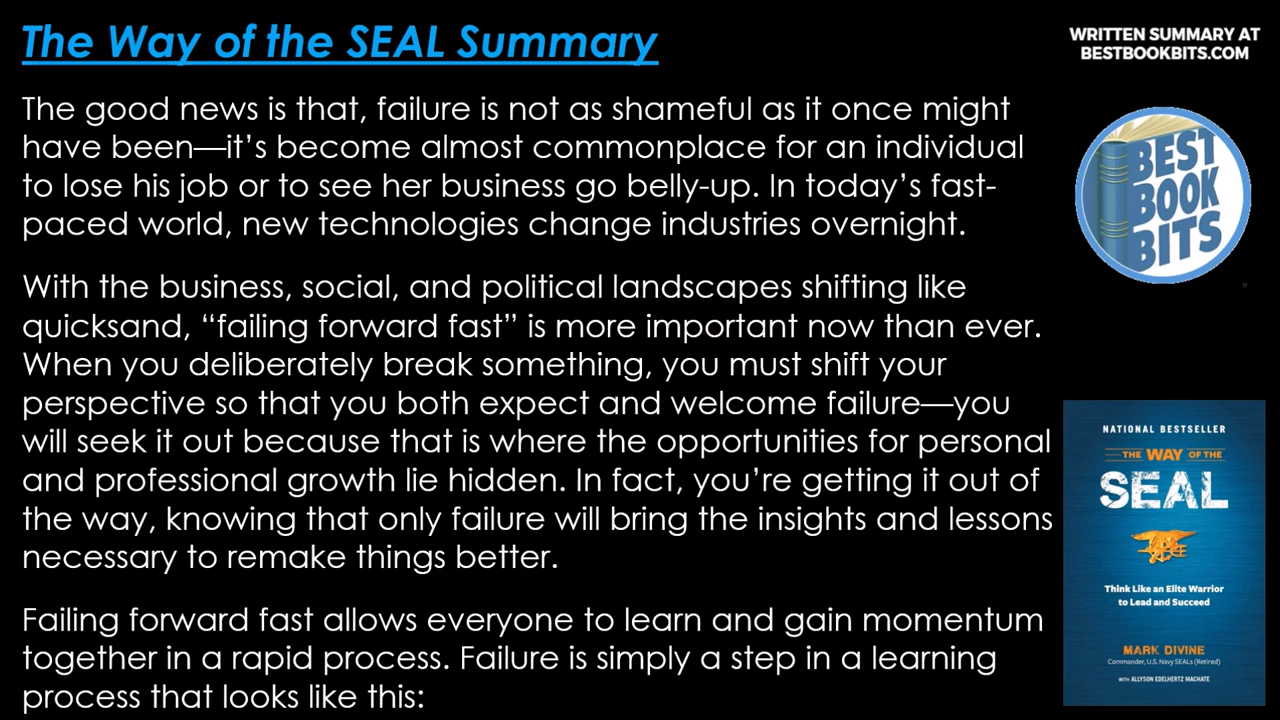 The Way of the SEAL Summary
WRITTEN SUMMARY AT
BESTBOOKBITS.COM
The good news is that, failure is not as shameful as it once might
have been—it’s become almost commonplace for an individual
to lose his job or to see her business go belly-up. In today’s fast-
paced world, new technologies change industries overnight.
With the business, social, and political landscapes shifting like
quicksand, “failing forward fast” is more important now than ever.
When you deliberately break something, you must shift your
perspective so that you both expect and welcome failure—you
will seek it out because that is where the opportunities for personal
and professional growth lie hidden. In fact, you’re getting it out of
the way, knowing that only failure will bring the insights and lessons
necessary to remake things better.
Failing forward fast allows everyone to learn and gain momentum
together in a rapid process. Failure is simply a step in a learning
process that looks like this:
BEST
BOOK
BITS
NATIONAL BESTSELLER
THE WAY OF THE
SEAL
Think Like an Elite Warrior
to Lead and Succeed
MARK DIVINE
Commander, U.S. Navy SEALs (Retired)
WITH ALLYSON EDELHERTZ MACHATE